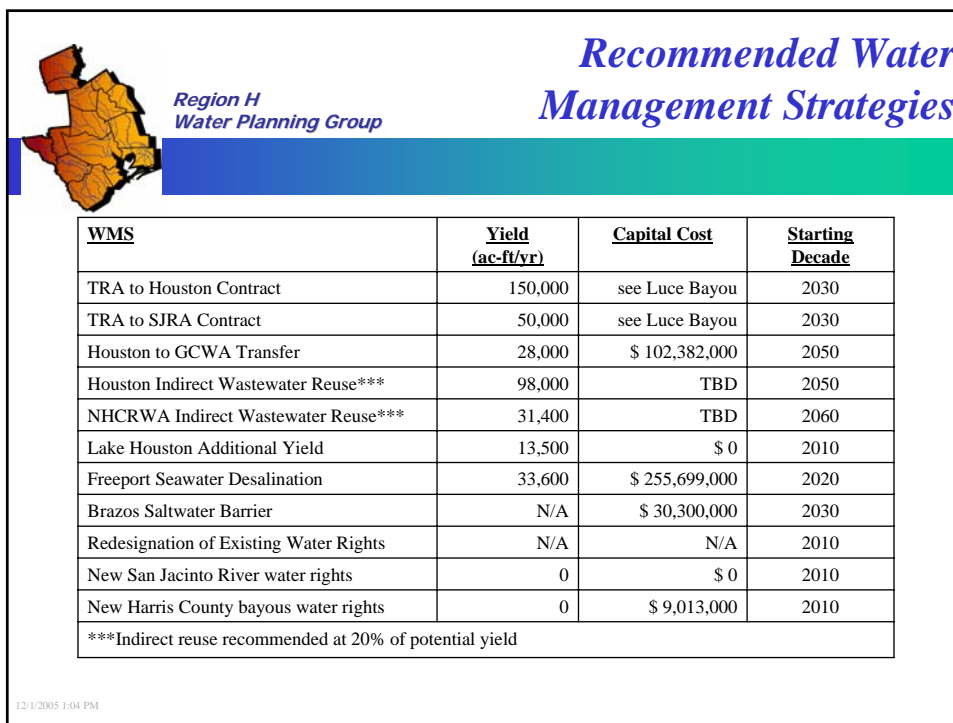 Recommended Water
Management Strategies
Region H
Water Planning Group
WMS Yield (ac-ft/yr) Capital Cost Starting Decade
TRA to Houston Contract 150,000 see Luce Bayou 2030
TRA to SJRA Contract 50,000 see Luce Bayou 2030
Houston to GCWA Transfer 28,000 $ 102,382,000 2050
Houston Indirect Wastewater Reuse*** 98,000 TBD 2050
NHCRWA Indirect Wastewater Reuse*** 31,400 TBD 2060
Lake Houston Additional Yield 13,500 $ 0 2010
Freeport Seawater Desalination 33,600 $ 255,699,000 2020
Brazos Saltwater Barrier N/A $ 30,300,000 2030
Redesignation of Existing Water Rights N/A N/A 2010
New San Jacinto River water rights 0 $ 0 2010
New Harris County bayous water rights 0 $ 9,013,000 2010
***Indirect reuse recommended at 20% of potential yield
12/1/2005 1:04 PM